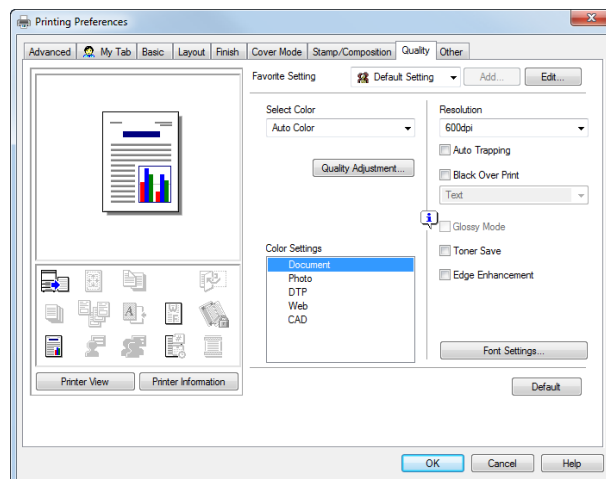 Printing Preferences
Advanced My Tab Basic Layout Finish Cover Mode Stamp/Composition Quality Other
Favorite Setting Default Setting Add... Edit...
Select Color
Auto Color
Quality Adjustment...
Resolution
600dpi
Auto Trapping
Black Over Print
Text
Glossy Mode
Toner Save
Edge Enhancement
Color Settings
Document
Photo
DTP
Web
CAD
Font Settings...
Printer View Printer Information
Default
OK Cancel Help